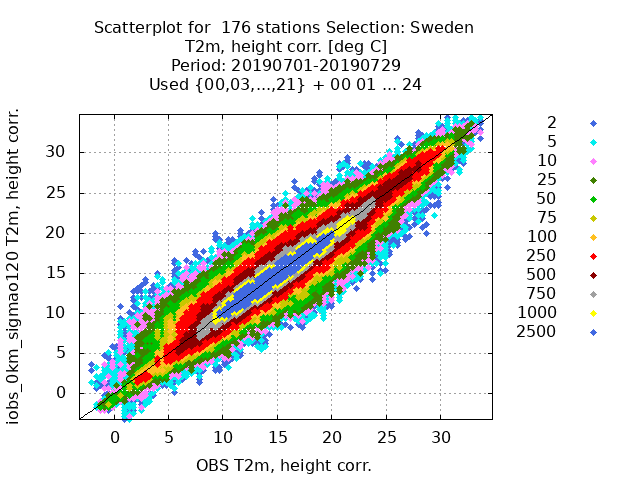 Scatterplot for  176 stations Selection: Sweden
T2m, height corr. [deg C]
Period: 20190701-20190729
Used {00,03,...,21} + 00 01 ... 24
iobs_0km_sigmao120 T2m, height corr.
30
25
20
15
10
5
0
0 5 10 15 20 25 30
OBS T2m, height corr.
2
5
10
25
50
75
100
250
500
750
1000
2500